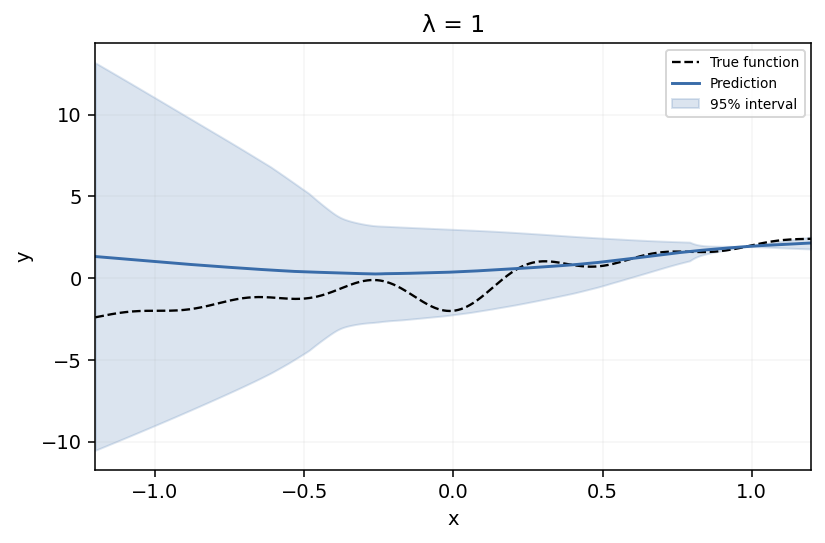 λ = 1
True function
Prediction
95% interval
10
5
0
−5
−10
y
−1.0 −0.5 0.0 0.5 1.0
x